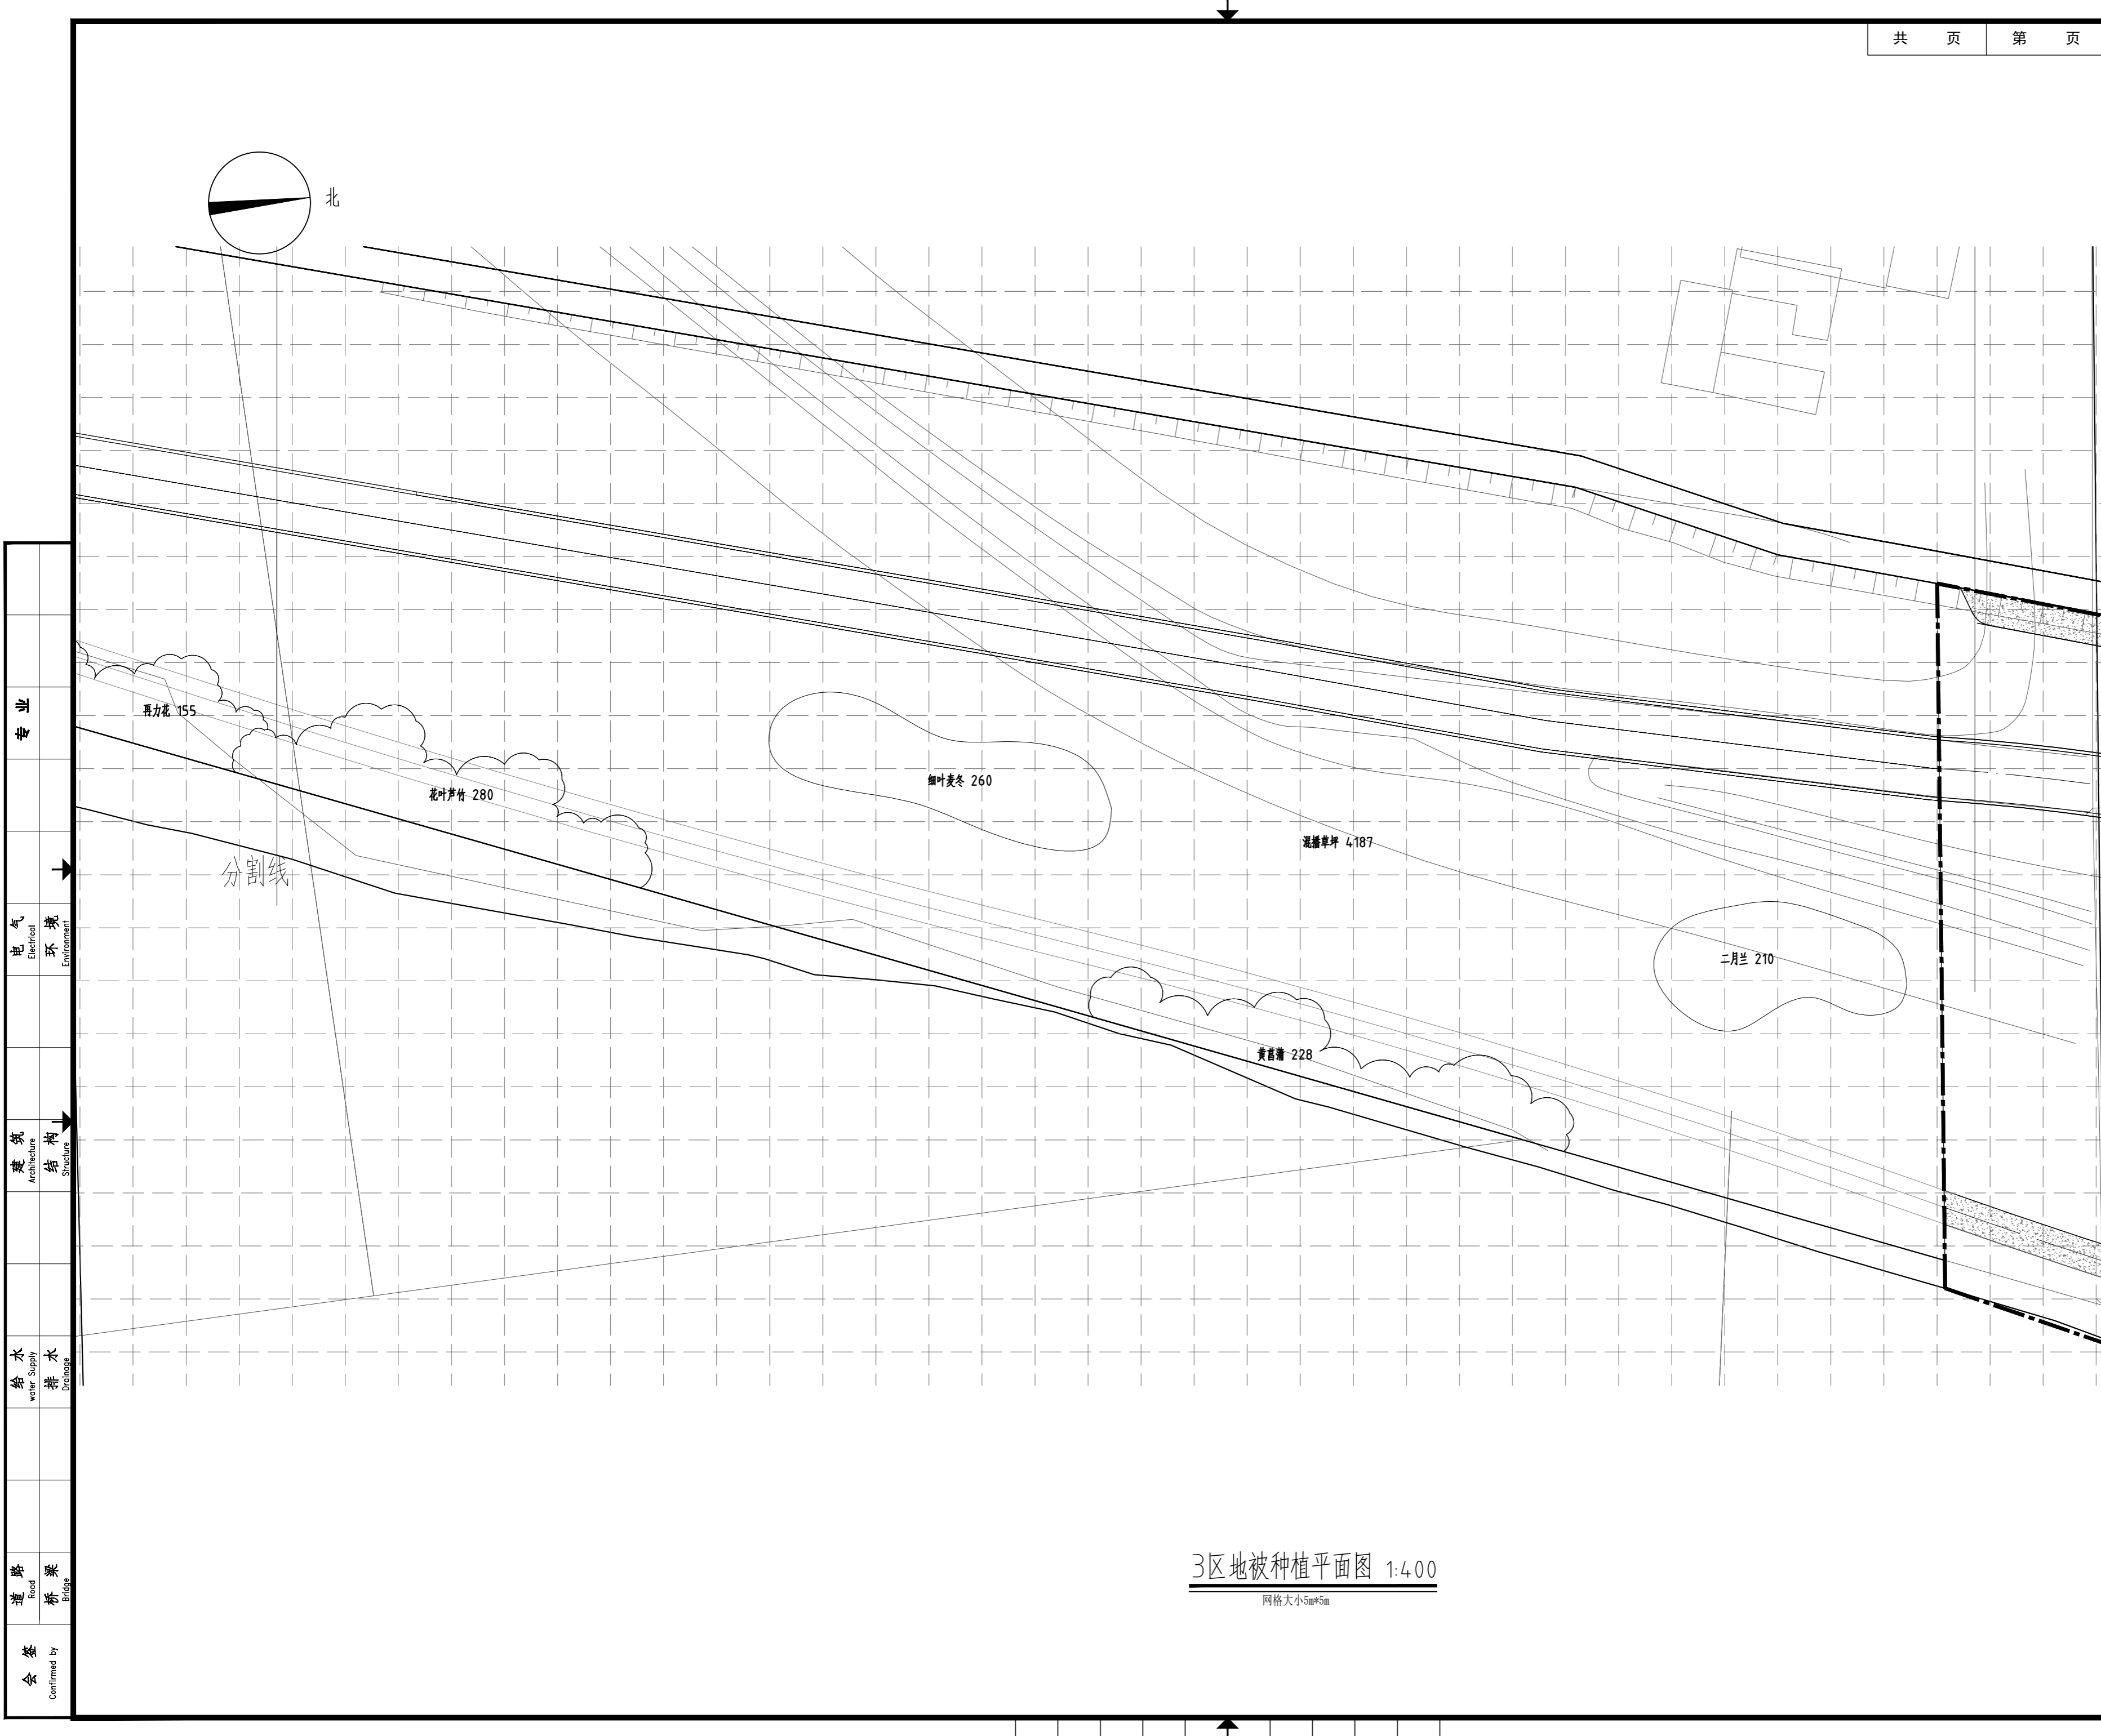 共 页 第 页
北
再力花 155
花叶芦竹 280
细叶麦冬 260
混播草坪 4187
分割线
二月兰 210
黄菖蒲 228
3区地被种植平面图 1:400
网格大小5m*5m
专 业
电 气
Electrical
环 境
Environment
建 筑
Architecture
结 构
Structure
给 水
water Supply
排 水
Drainage
道 路
Road
桥 梁
Bridge
会 签
Confirmed by